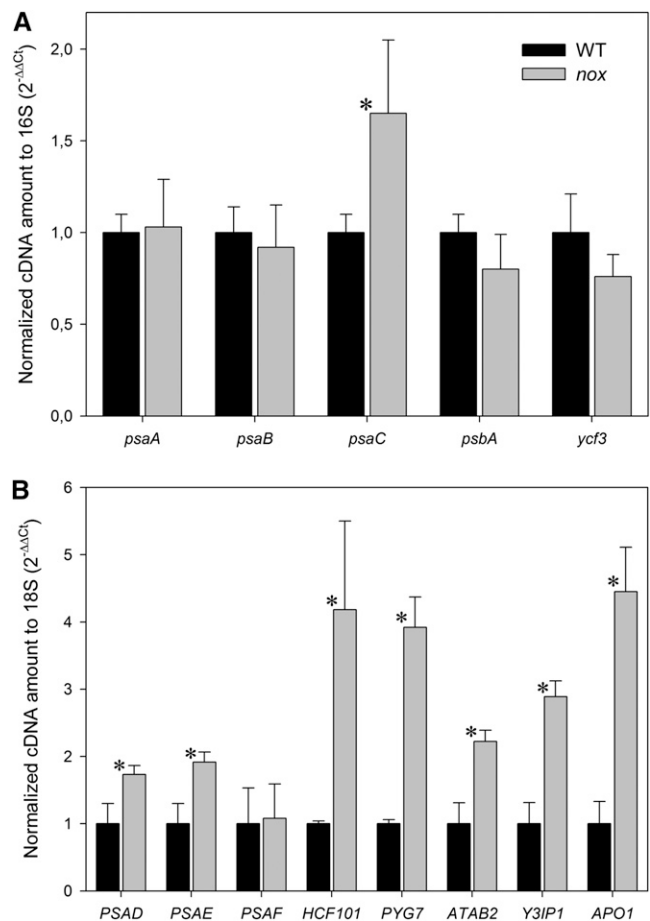 A
Normalized cDNA amount to 16S (2^-ΔΔCt)
2,0
1,5
1,0
0,5
0,0
WT
nox
*
psaA psaB psaC psbA ycf3
B
Normalized cDNA amount to 18S (2^-ΔΔCt)
6
5
4
3
2
1
0
* * * * * * *
PSAD PSAE PSAF HCF101 PYG7 ATAB2 Y3IP1 APO1